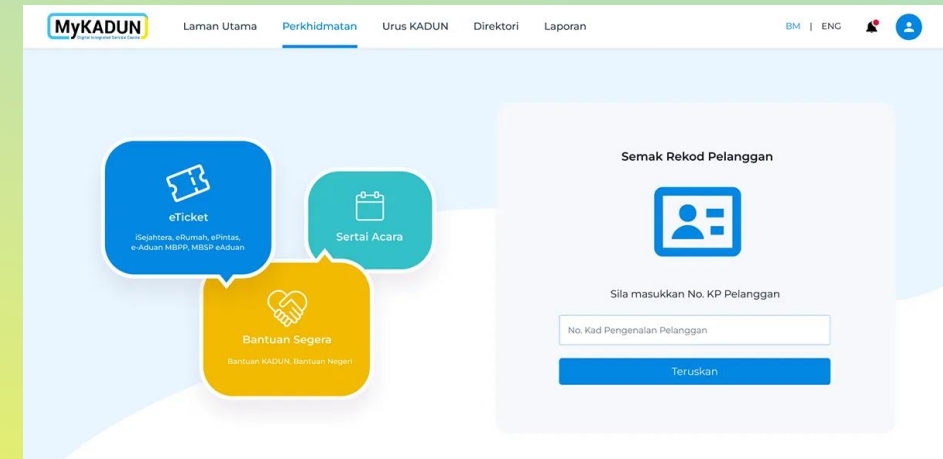 MyKADUN
Digital Integrated Service Centre
Laman Utama
Perkhidmatan
Urus KADUN
Direktori
Laporan
BM | ENG
eTicket
iSejahtera, eRumah, ePintas,
e-Aduan MBPP, MBSP eAduan
Sertai Acara
Bantuan Segera
Bantuan KADUN, Bantuan Negeri
Semak Rekod Pelanggan
Sila masukkan No. KP Pelanggan
No. Kad Pengenalan Pelanggan
Teruskan